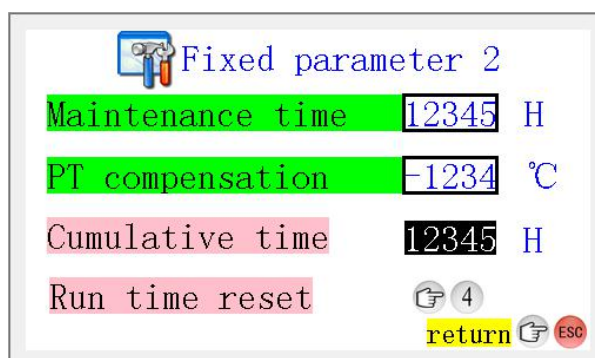 Fixed parameter 2
Maintenance time 12345 H
PT compensation -1234 ℃
Cumulative time 12345 H
Run time reset 4
return ESC